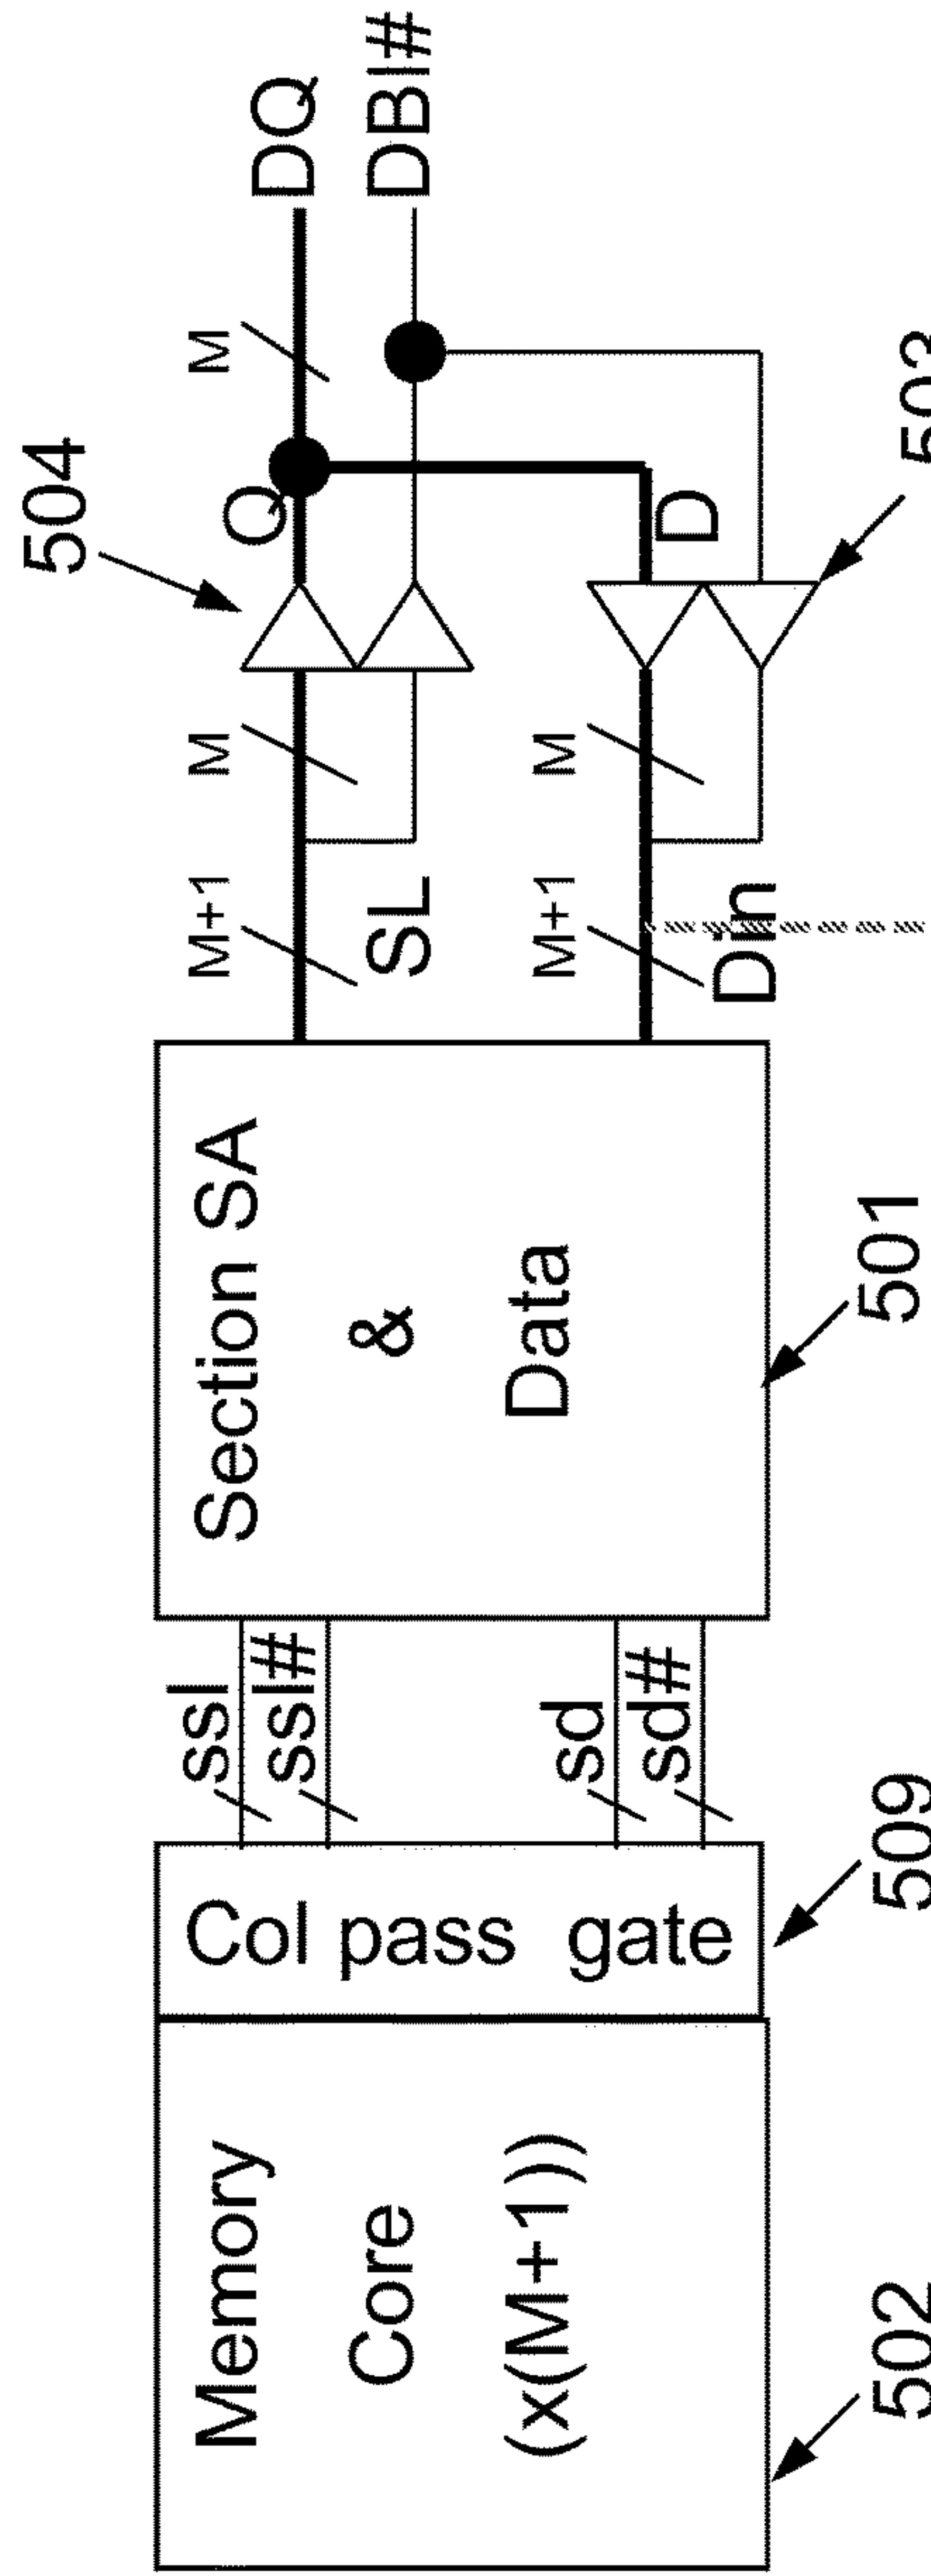 Memory
Core
(x(M+1))
502
Col pass gate
509
ssl
ssl#
sd
sd#
Section SA
&
Data
501
M+1
SL
M
M+1
Din
M
504
Q
D
503
M
DQ
DBI#